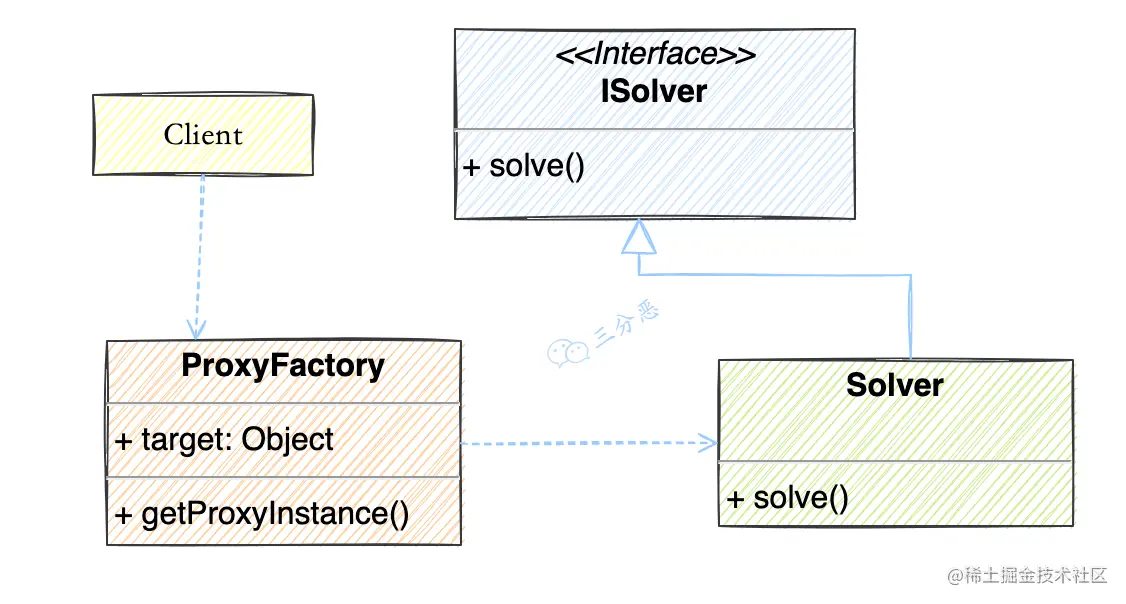 <<Interface>>
ISolver
+ solve()
Client
三分恶
ProxyFactory
+ target: Object
+ getProxyInstance()
Solver
+ solve()
@稀土掘金技术社区